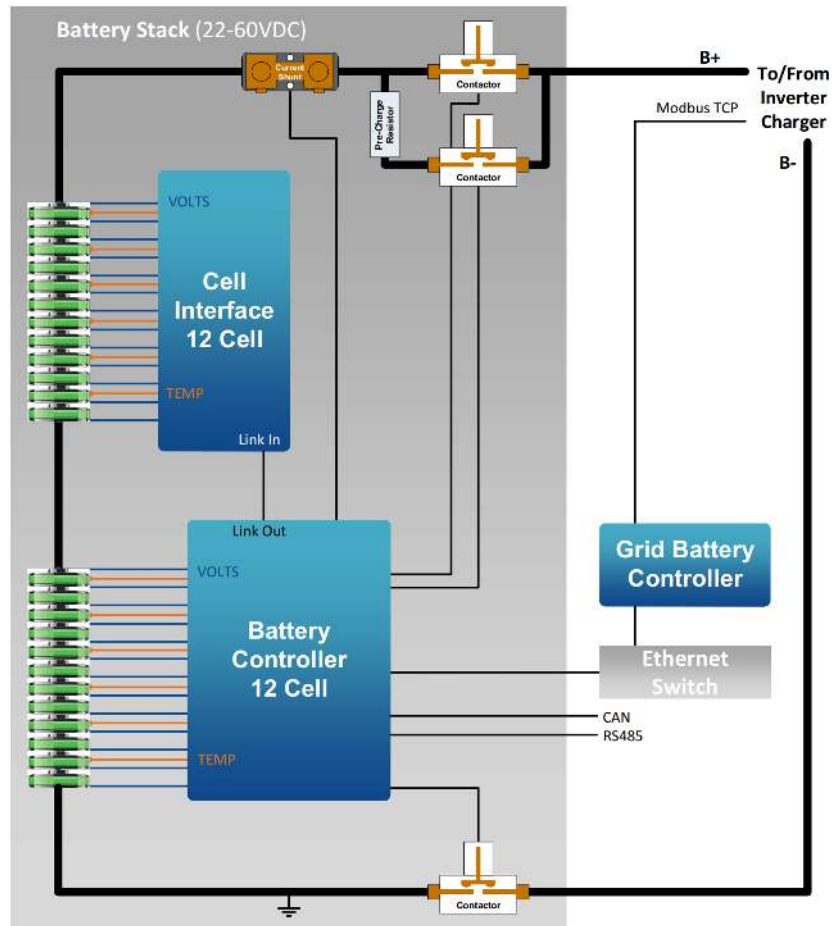 Battery Stack (22-60VDC)
Current
Shunt
Contactor
B+
To/From
Inverter
Charger
Modbus TCP
Pre-Charge
Resistor
Contactor
B-
VOLTS
Cell
Interface
12 Cell
TEMP
Link In
Link Out
VOLTS
Battery
Controller
12 Cell
TEMP
Grid Battery
Controller
Ethernet
Switch
CAN
RS485
Contactor